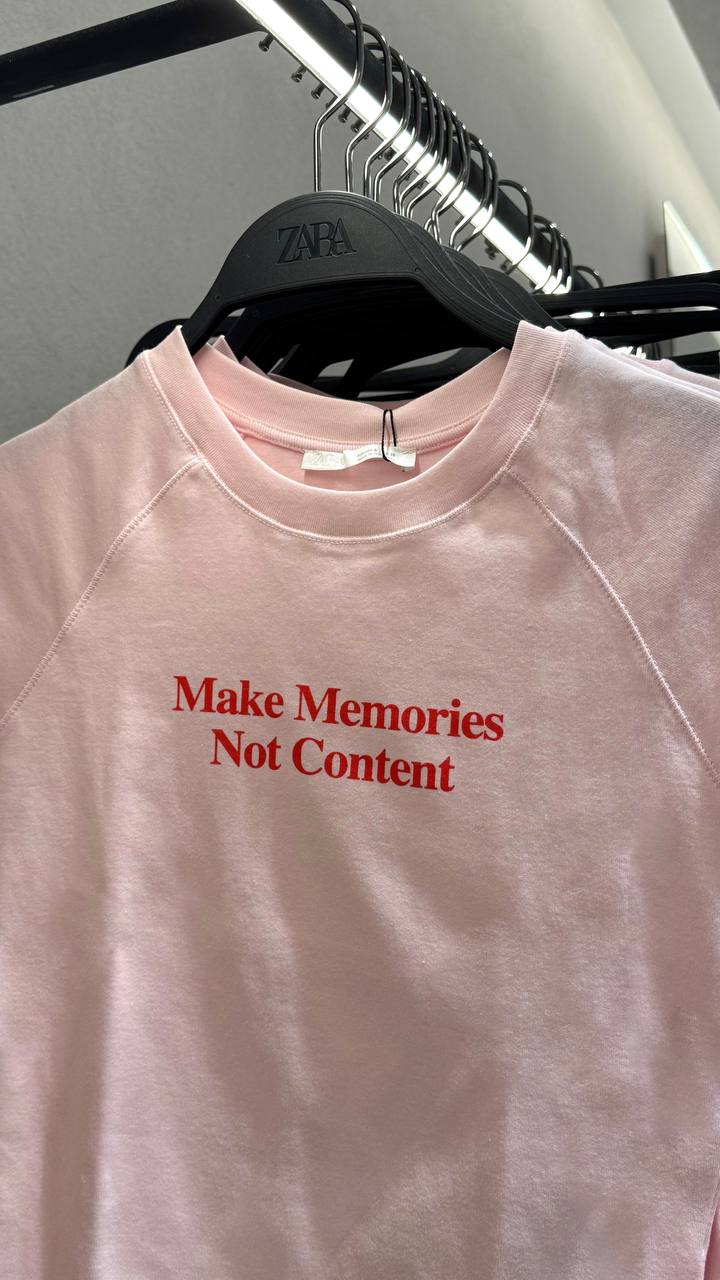 ZARA
Make Memories
Not Content